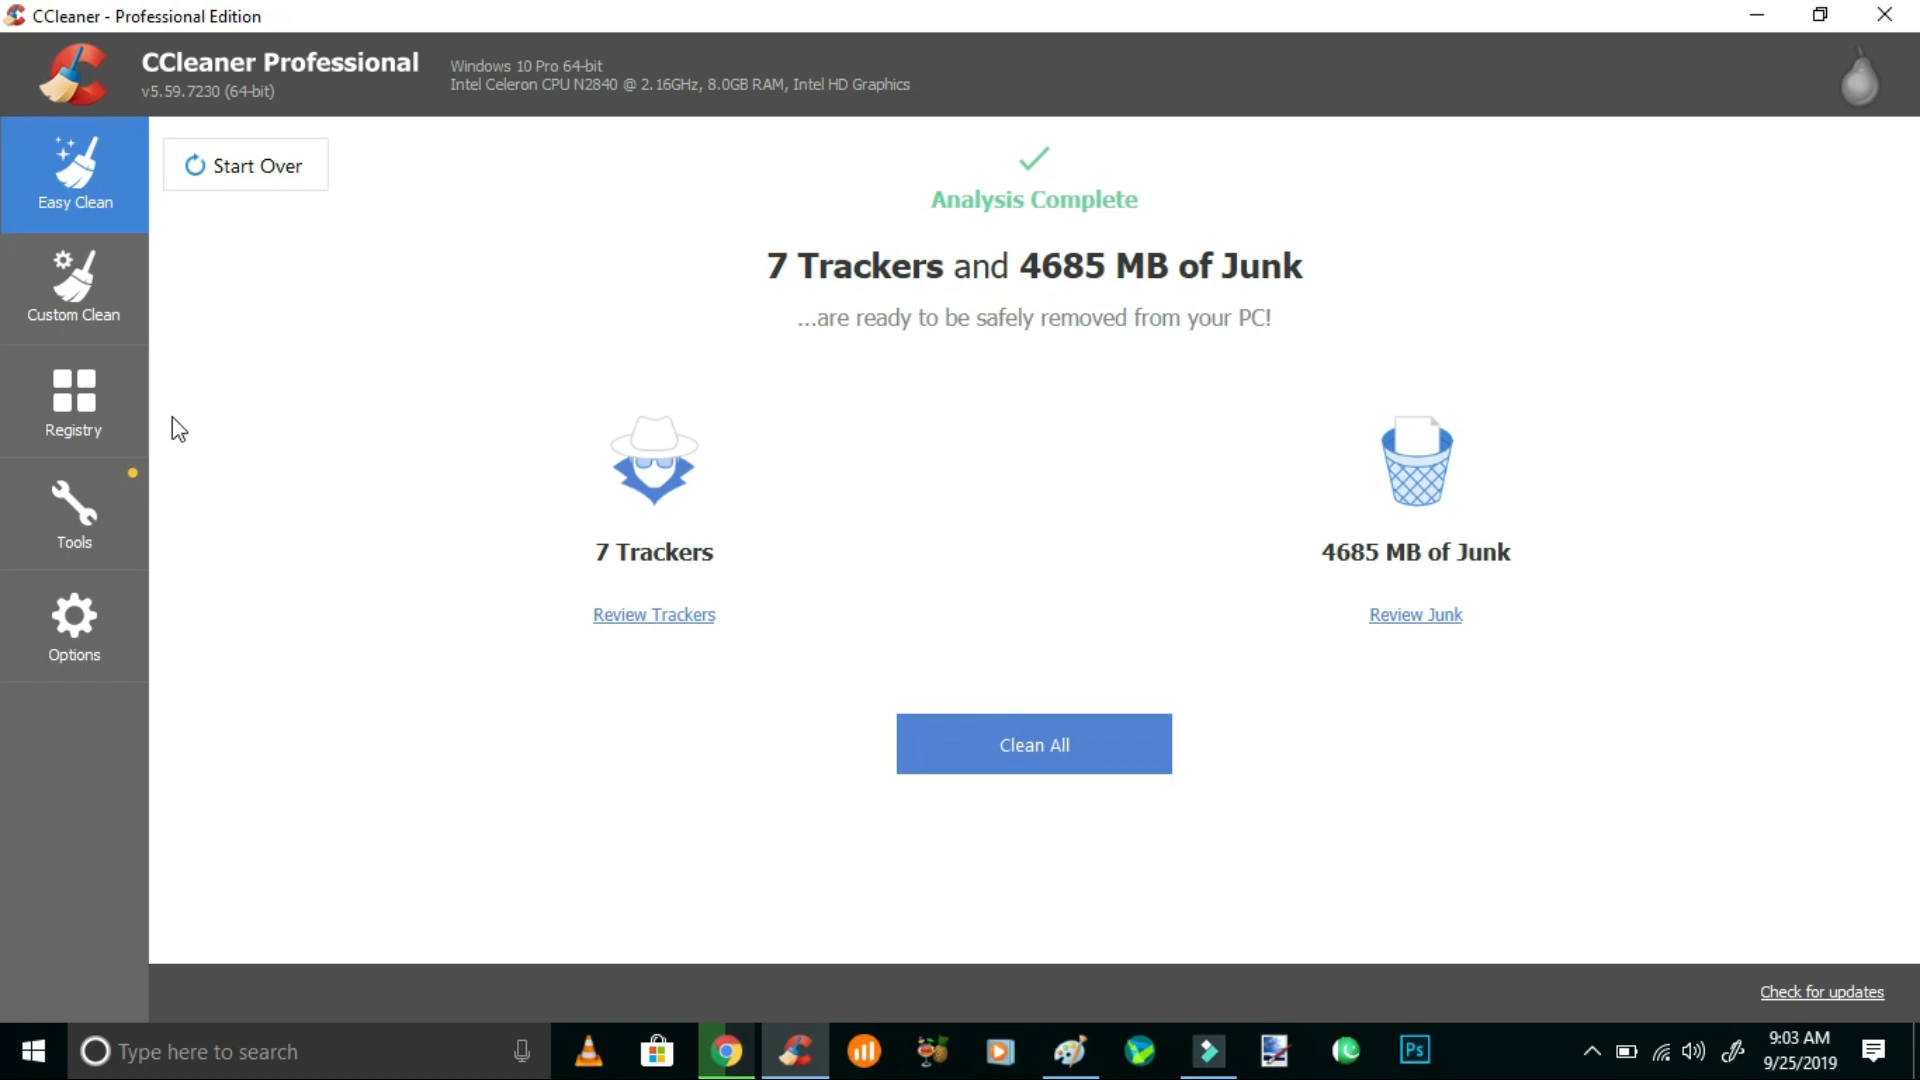 CCleaner - Professional Edition
CCleaner Professional
v5.59.7230 (64-bit)
Windows 10 Pro 64-bit
Intel Celeron CPU N2840 @ 2.16GHz, 8.0GB RAM, Intel HD Graphics
Easy Clean
Custom Clean
Registry
Tools
Options
Start Over
Analysis Complete
7 Trackers and 4685 MB of Junk
...are ready to be safely removed from your PC!
7 Trackers
4685 MB of Junk
Review Trackers
Review Junk
Clean All
Check for updates
Type here to search
Ps
9:03 AM
9/25/2019